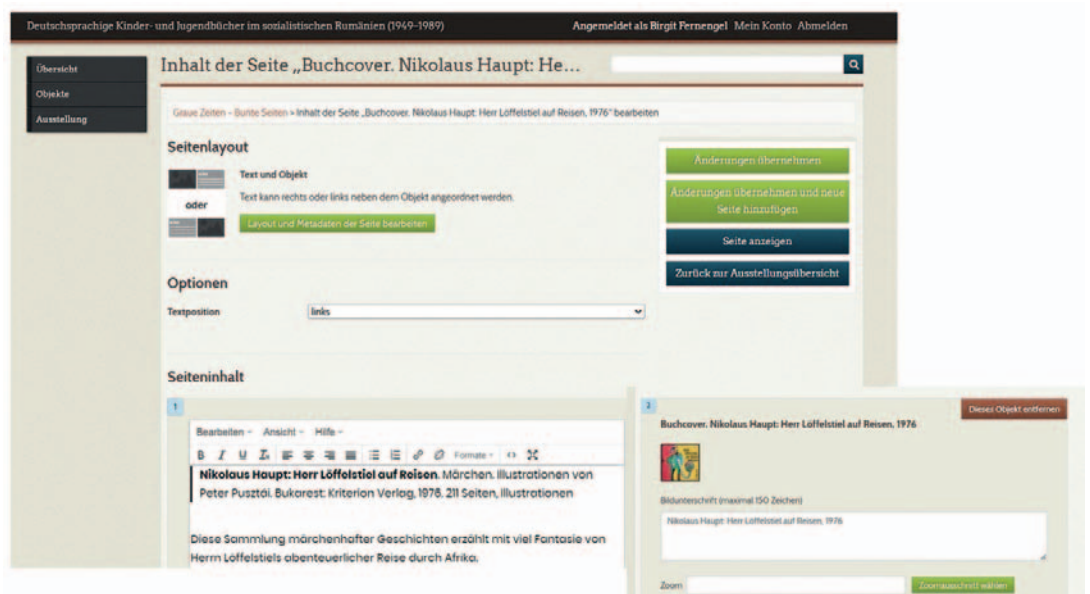 Deutschsprachige Kinder- und Jugendbücher im sozialistischen Rumänien (1949–1989)
Angemeldet als Birgit Fernengel Mein Konto Abmelden
Übersicht
Objekte
Ausstellung
Inhalt der Seite „Buchcover. Nikolaus Haupt: He...
Graue Zeiten – Bunte Seiten > Inhalt der Seite „Buchcover. Nikolaus Haupt: Herr Löffelstiel auf Reisen, 1976" bearbeiten
Seitenlayout
Text und Objekt
oder
Text kann rechts oder links neben dem Objekt angeordnet werden.
Layout und Metadaten der Seite bearbeiten
Änderungen übernehmen
Änderungen übernehmen und neue
Seite hinzufügen
Seite anzeigen
Zurück zur Ausstellungsübersicht
Optionen
Textposition
links
Seiteninhalt
1
Bearbeiten Ansicht Hilfe
B I U Formate
Nikolaus Haupt: Herr Löffelstiel auf Reisen. Märchen. Illustrationen von
Peter Pusztai. Bukarest: Kriterion Verlag, 1976. 211 Seiten, Illustrationen
Diese Sammlung märchenhafter Geschichten erzählt mit viel Fantasie von
Herrn Löffelstiels abenteuerlicher Reise durch Afrika.
Dieses Objekt entfernen
Buchcover. Nikolaus Haupt: Herr Löffelstiel auf Reisen, 1976
Bildunterschrift (maximal 150 Zeichen)
Nikolaus Haupt: Herr Löffelstiel auf Reisen, 1976
Zoom
Zoomausschnitt wählen